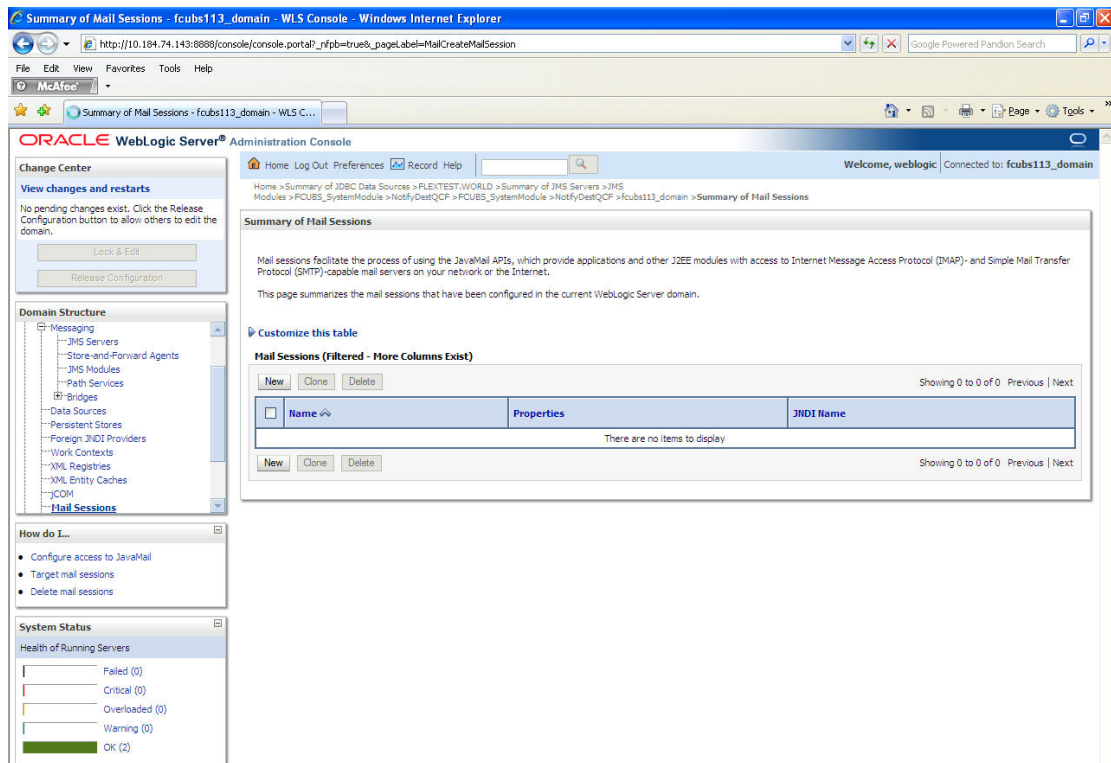 Summary of Mail Sessions - fcubs113_domain - WLS Console - Windows Internet Explorer
http://10.184.74.143:8888/console/console.portal?_nfpb=true&_pageLabel=MailCreateMailSession
Google Powered Pandion Search
File Edit View Favorites Tools Help
McAfee
Summary of Mail Sessions - fcubs113_domain - WLS C...
Page Tools
ORACLE WebLogic Server® Administration Console
Change Center
View changes and restarts
No pending changes exist. Click the Release
Configuration button to allow others to edit the
domain.
Lock & Edit
Release Configuration
Domain Structure
Messaging
JMS Servers
Store-and-Forward Agents
JMS Modules
Path Services
Bridges
Data Sources
Persistent Stores
Foreign JNDI Providers
Work Contexts
XML Registries
XML Entity Caches
jCOM
Mail Sessions
How do I...
Configure access to JavaMail
Target mail sessions
Delete mail sessions
System Status
Health of Running Servers
Failed (0)
Critical (0)
Overloaded (0)
Warning (0)
OK (2)
Home Log Out Preferences Record Help
Welcome, weblogic Connected to: fcubs113_domain
Home >Summary of JDBC Data Sources >FLEXTEST.WORLD >Summary of JMS Servers >JMS
Modules >FCUBS_SystemModule >NotifyDestQCF >FCUBS_SystemModule >NotifyDestQCF >fcubs113_domain >Summary of Mail Sessions
Summary of Mail Sessions
Mail sessions facilitate the process of using the JavaMail APIs, which provide applications and other J2EE modules with access to Internet Message Access Protocol (IMAP)- and Simple Mail Transfer
Protocol (SMTP)-capable mail servers on your network or the Internet.
This page summarizes the mail sessions that have been configured in the current WebLogic Server domain.
Customize this table
Mail Sessions (Filtered - More Columns Exist)
New Clone Delete Showing 0 to 0 of 0 Previous | Next
Name Properties JNDI Name
There are no items to display
New Clone Delete Showing 0 to 0 of 0 Previous | Next